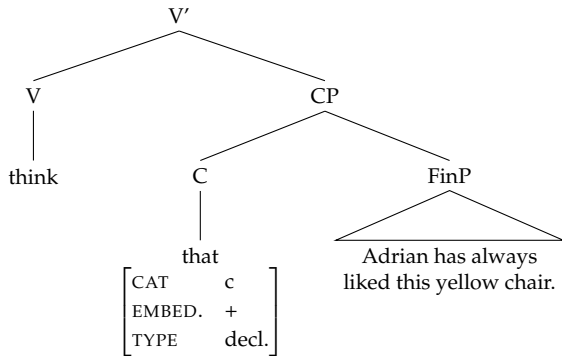 V’
V CP
think C FinP
that Adrian has always
CAT c liked this yellow chair.
EMBED. +
TYPE decl.